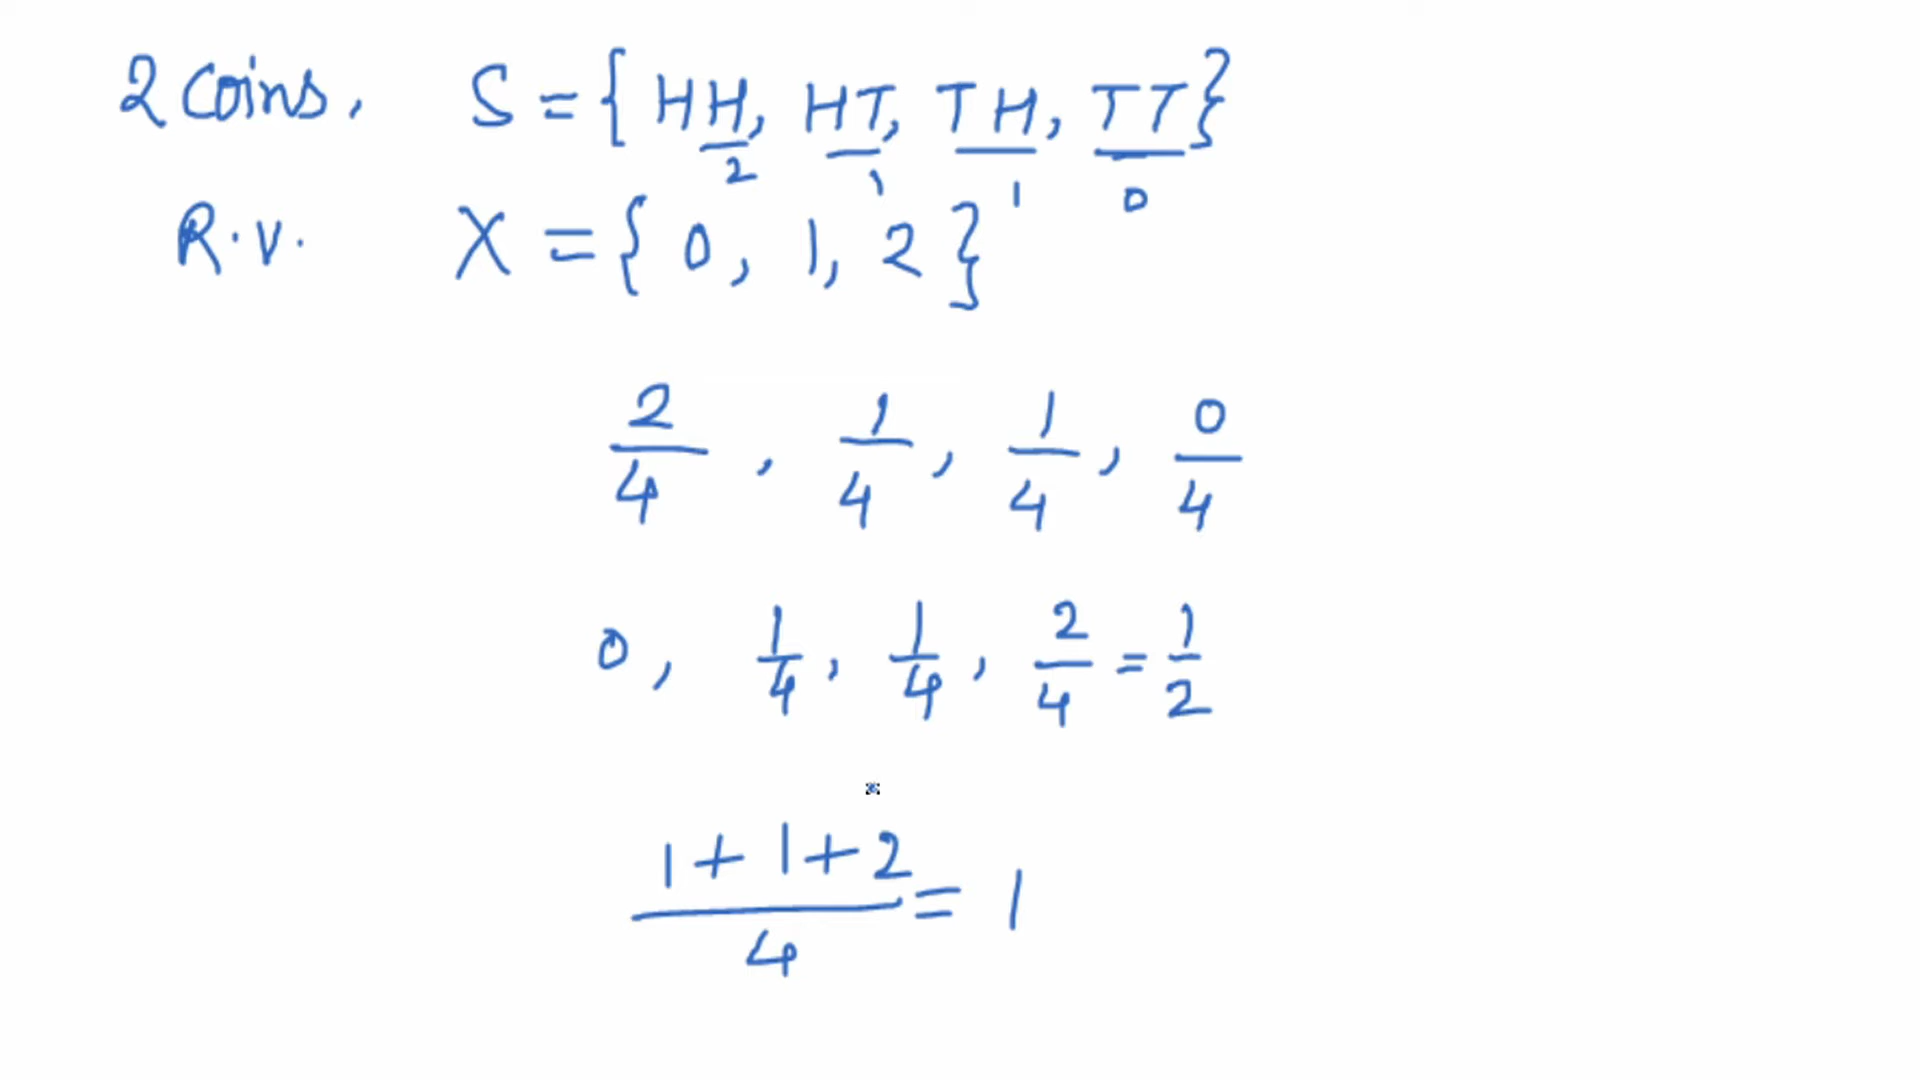 2 Coins, S = { HH, HT, TH, TT }
2 1 1 0
R.v. X = { 0, 1, 2 }
2/4, 1/4, 1/4, 0/4
0, 1/4, 1/4, 2/4 = 1/2
1+1+2/4 = 1